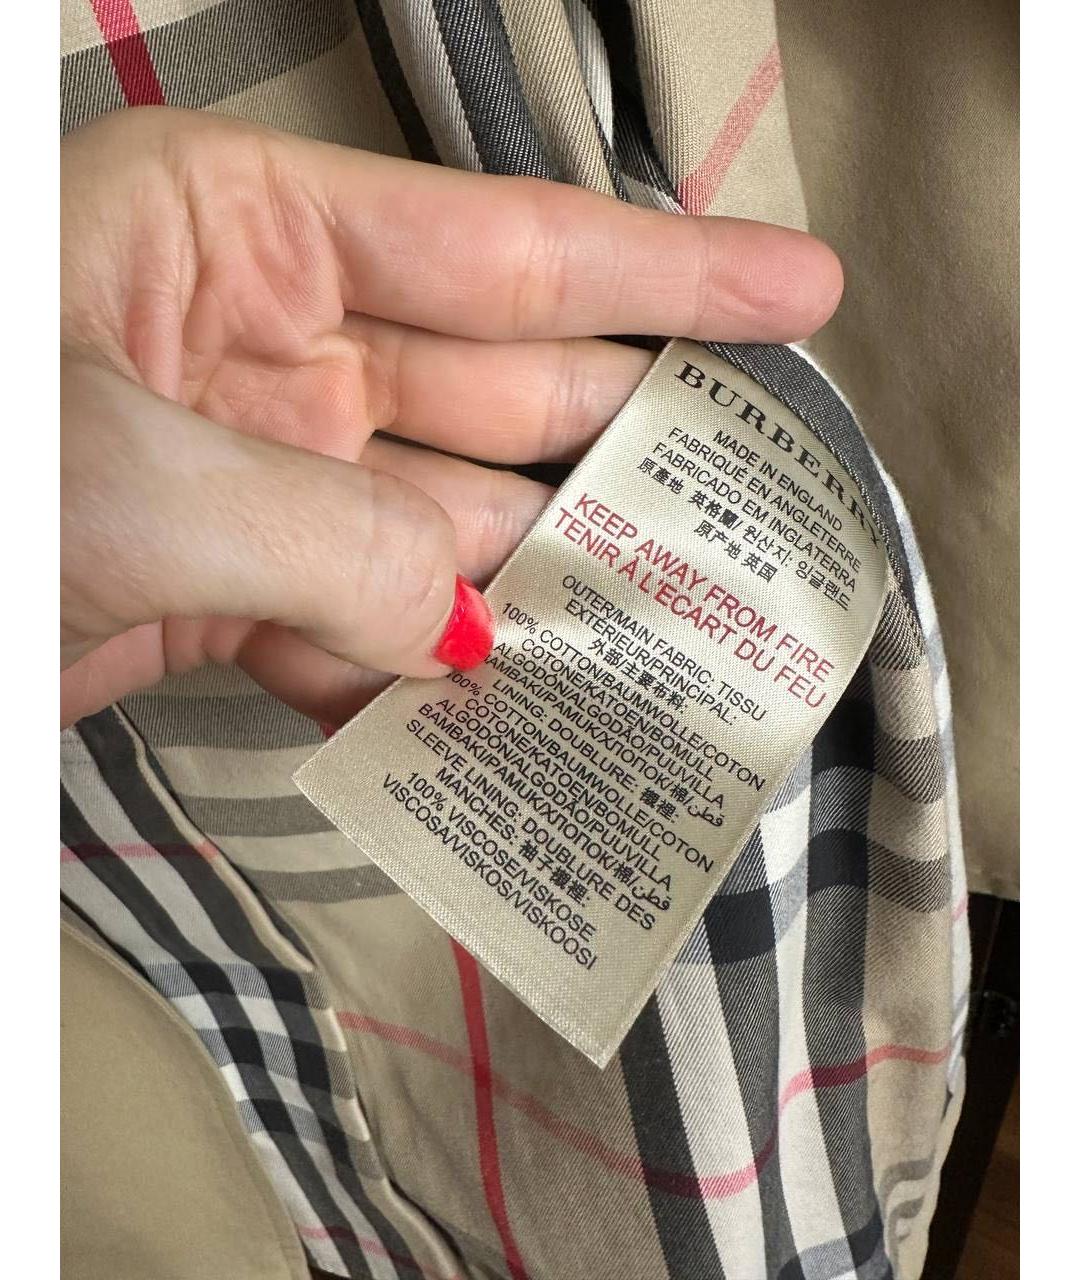 BURBERRY
MADE IN ENGLAND
FABRIQUÉ EN ANGLETERRE
FABRICADO EM INGLATERRA
原產地 英格蘭/ 원산지: 잉글랜드
原产地 英国
KEEP AWAY FROM FIRE
TENIR À L'ECART DU FEU
OUTER/MAIN FABRIC: TISSU
EXTÉRIEUR/PRINCIPAL:
外部/主要布料:
100% COTTON/BAUMWOLLE/COTON
COTONE/KATOEN/BOMULL
ALGODÓN/ALGODÃO/PUUVILLA
BAMBAKI/PAMUK/ХЛОПОК/棉/قطن
LINING: DOUBLURE: 襯裡:
100% COTTON/BAUMWOLLE/COTON
COTONE/KATOEN/BOMULL
ALGODÓN/ALGODÃO/PUUVILLA
BAMBAKI/PAMUK/ХЛОПОК/棉/قطن
SLEEVE LINING: DOUBLURE DES
MANCHES: 袖子襯裡:
100% VISCOSE/VISKOSE
VISCOSA/VISKOS/VISKOOSI